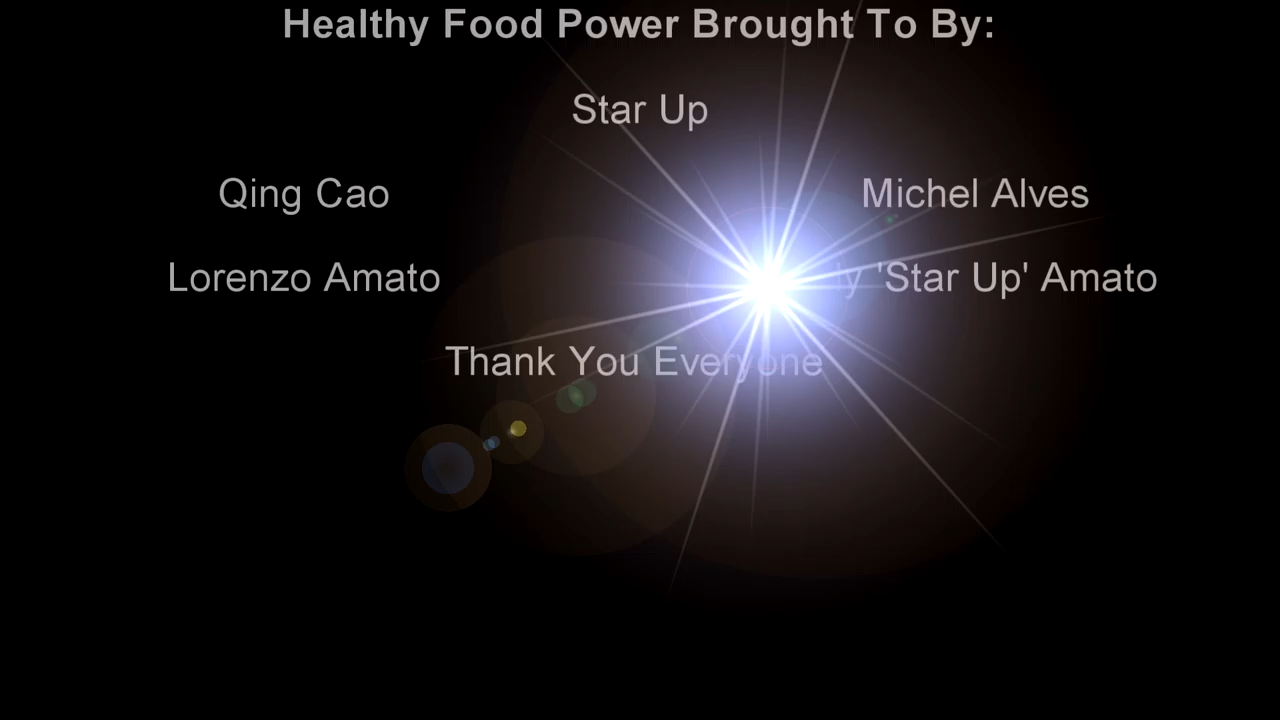 Healthy Food Power Brought To By:
Star Up
Qing Cao Michel Alves
Lorenzo Amato 'Star Up' Amato
Thank You Everyone